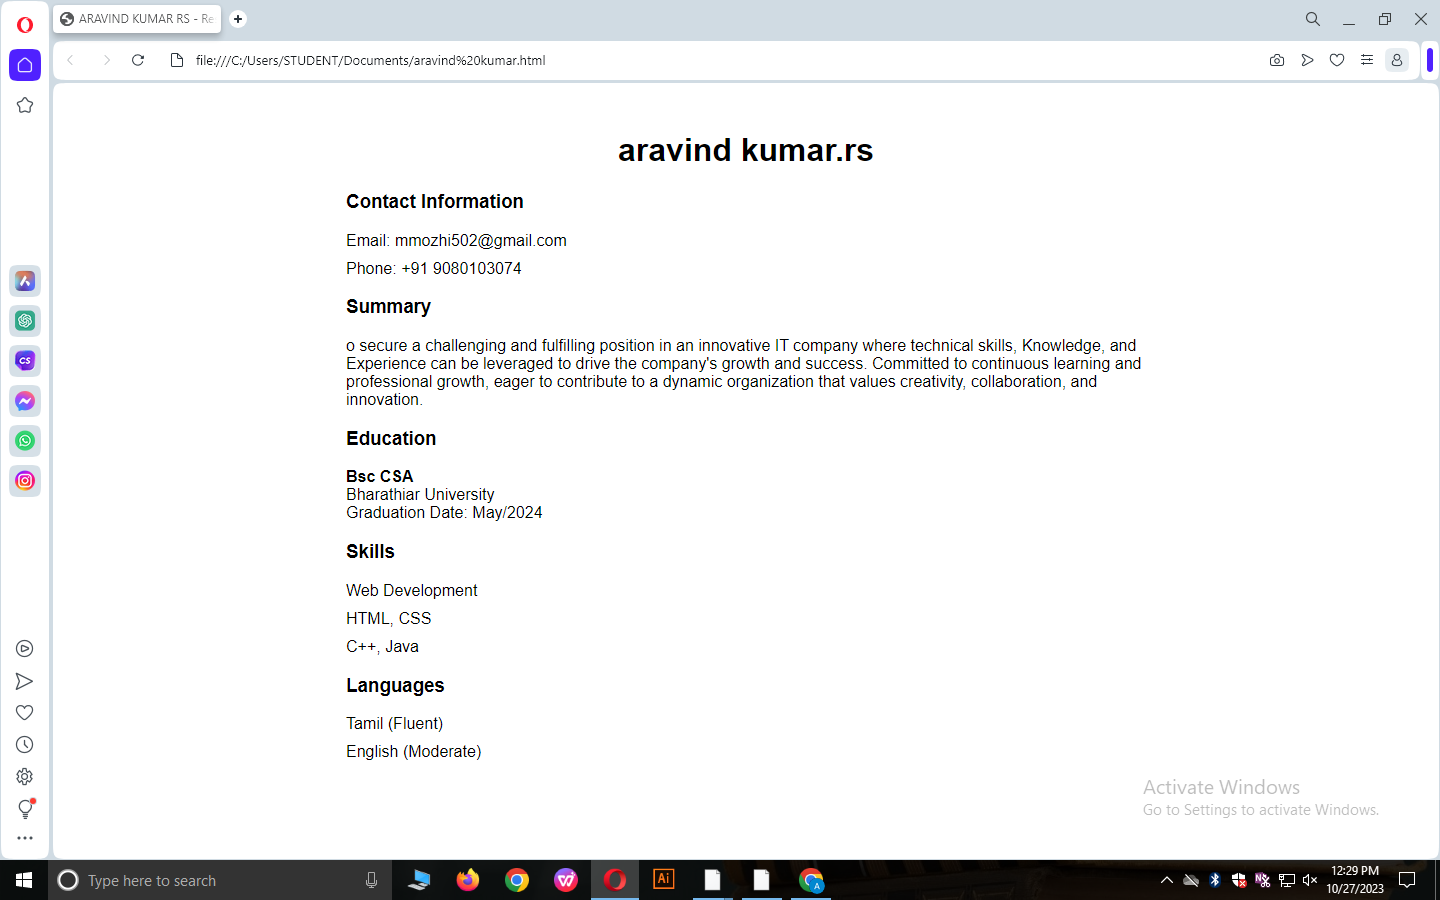 ARAVIND KUMAR RS - Re
file:///C:/Users/STUDENT/Documents/aravind%20kumar.html
aravind kumar.rs
Contact Information
Email: mmozhi502@gmail.com
Phone: +91 9080103074
Summary
o secure a challenging and fulfilling position in an innovative IT company where technical skills, Knowledge, and
Experience can be leveraged to drive the company's growth and success. Committed to continuous learning and
professional growth, eager to contribute to a dynamic organization that values creativity, collaboration, and
innovation.
Education
Bsc CSA
Bharathiar University
Graduation Date: May/2024
Skills
Web Development
HTML, CSS
C++, Java
Languages
Tamil (Fluent)
English (Moderate)
CS
Activate Windows
Go to Settings to activate Windows.
Type here to search
Ai
A
12:29 PM
10/27/2023